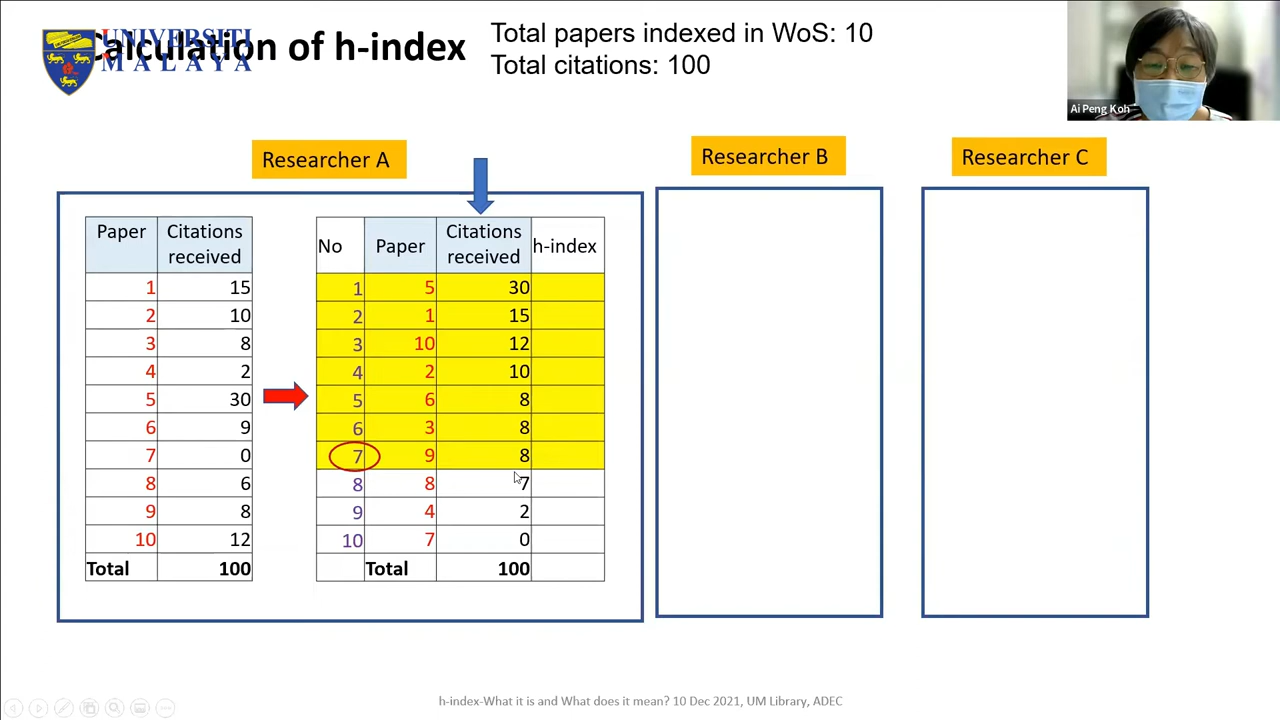 UNIVERSITI
MALAYA
Calculation of h-index
Total papers indexed in WoS: 10
Total citations: 100
Ai Peng Koh
Researcher A
Researcher B
Researcher C
Paper Citations received
1 15
2 10
3 8
4 2
5 30
6 9
7 0
8 6
9 8
10 12
Total 100
No Paper Citations received h-index
1 5 30
2 1 15
3 10 12
4 2 10
5 6 8
6 3 8
7 9 8
8 8 7
9 4 2
10 7 0
Total 100
h-index-What it is and What does it mean? 10 Dec 2021, UM Library, ADEC